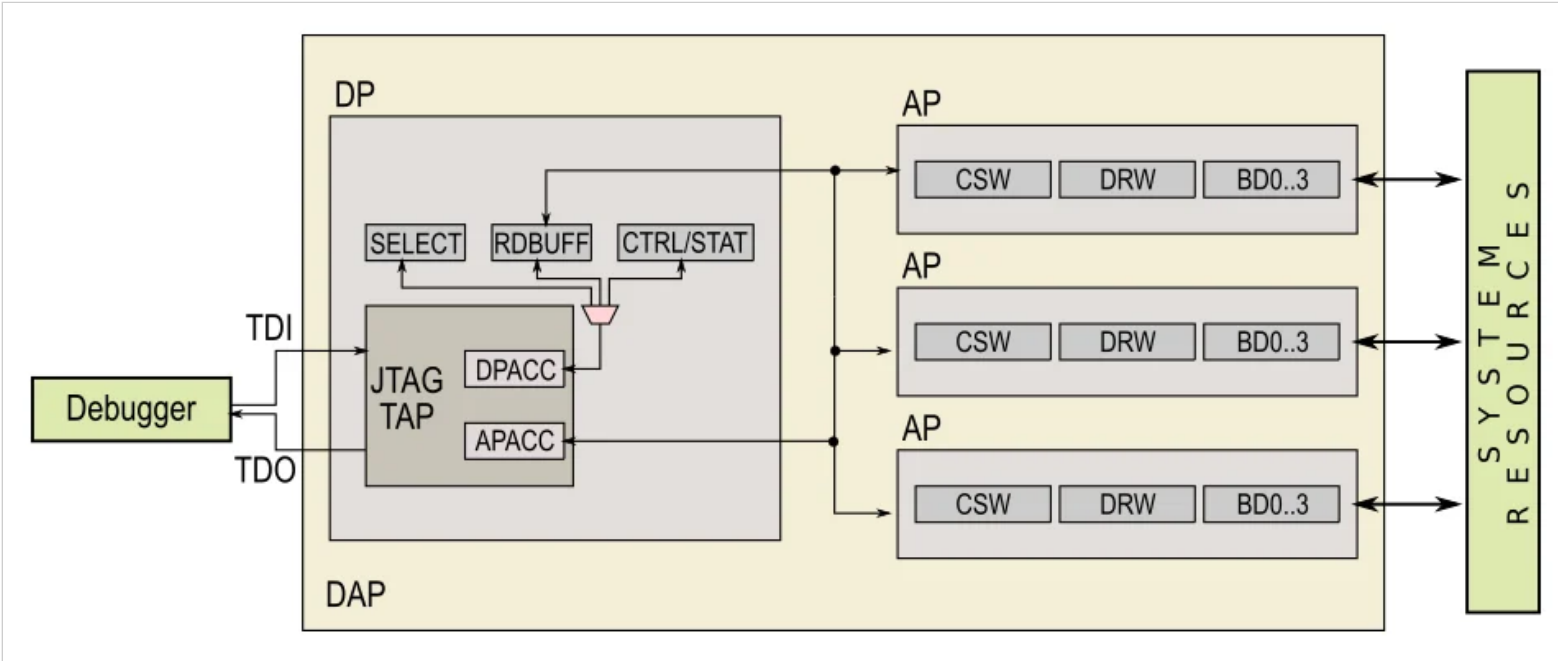 DP
SELECT
RDBUFF
CTRL/STAT
TDI
JTAG
TAP
DPACC
APACC
Debugger
TDO
DAP
AP
CSW
DRW
BD0..3
AP
CSW
DRW
BD0..3
AP
CSW
DRW
BD0..3
SYSTEM
RESOURCES